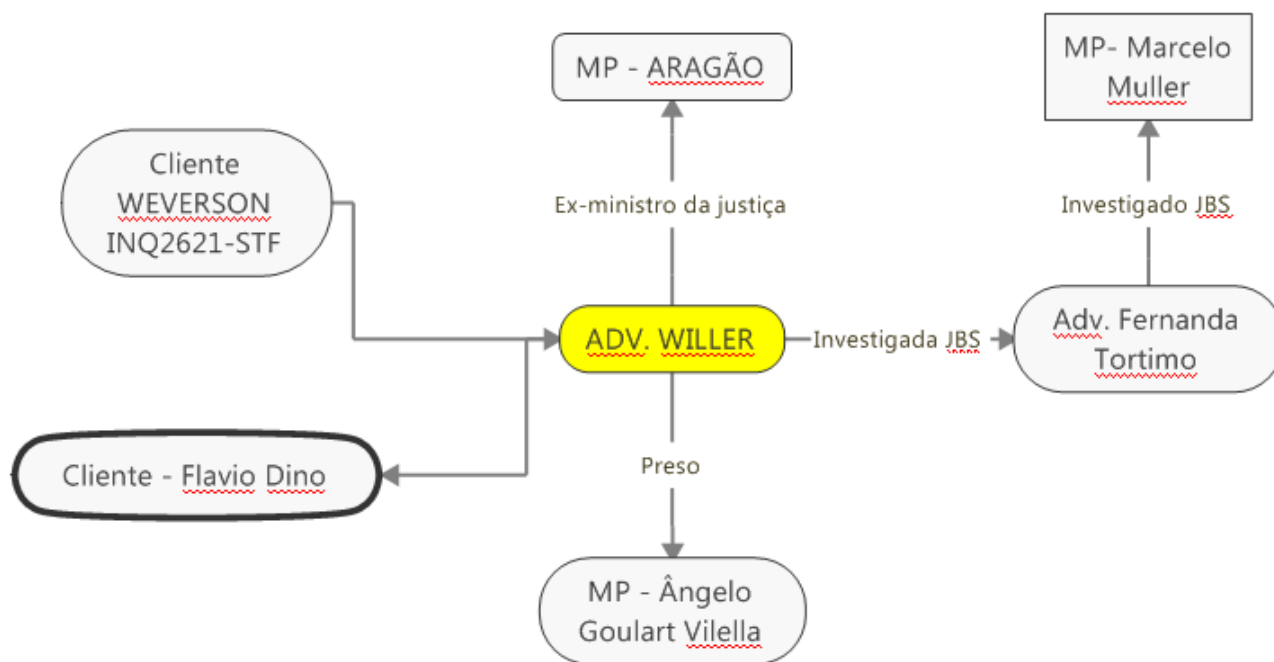 MP - ARAGÃO
MP- Marcelo
Muller
Cliente
WEVERSON
INQ2621-STF
Ex-ministro da justiça
Investigado JBS
ADV. WILLER
Investigada JBS
Adv. Fernanda
Tortimo
Cliente - Flavio Dino
Preso
MP - Ângelo
Goulart Vilella